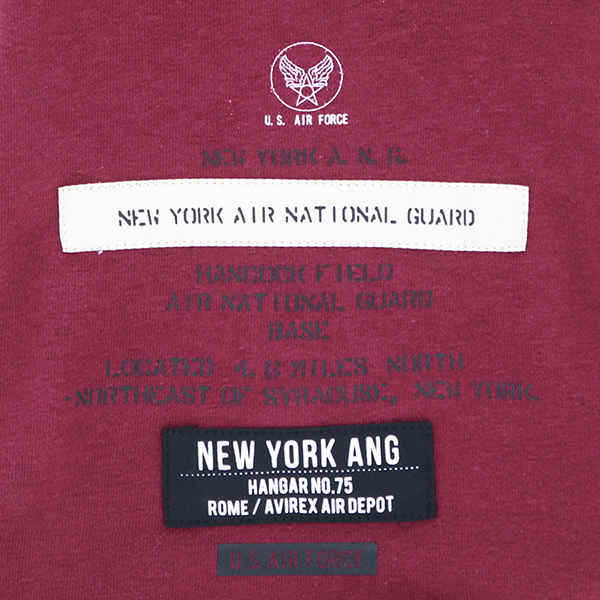 U. S. AIR FORCE
NEW YORK A. N. G.
NEW YORK AIR NATIONAL GUARD
HANCOCK FIELD
AIR NATIONAL GUARD
BASE
LOCATED 4. 6 MILES NORTH
-NORTHEAST OF SYRACUSE, NEW YORK.
NEW YORK ANG
HANGAR NO.75
ROME / AVIREX AIR DEPOT
U. S. AIR FORCE